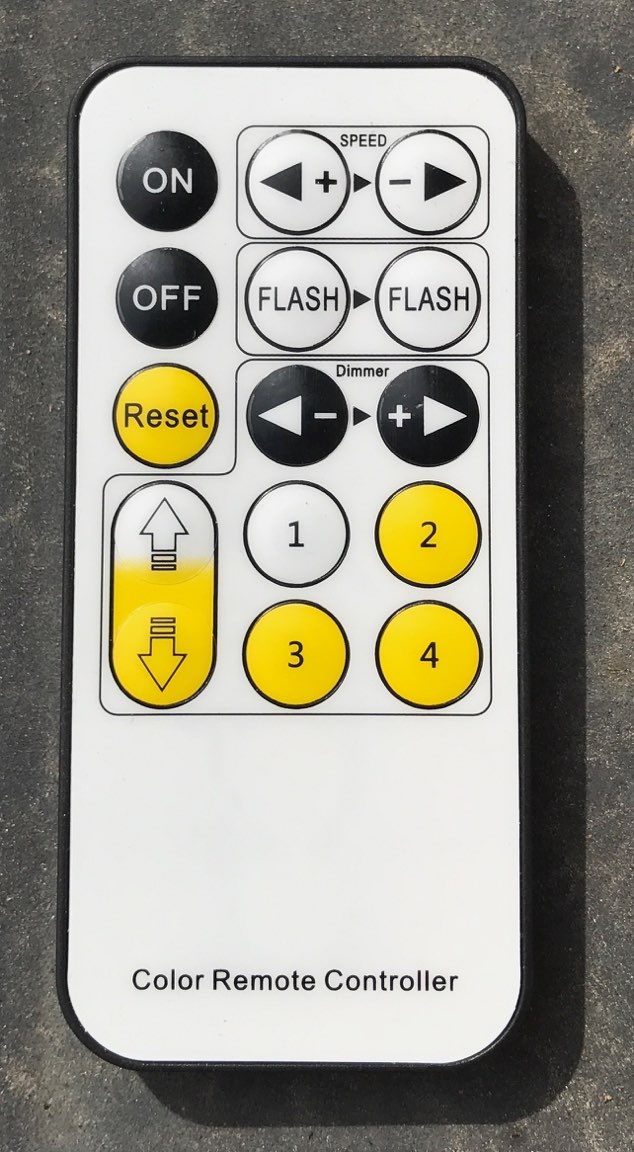 SPEED
ON + −
OFF FLASH FLASH
Dimmer
Reset − +
1 2
3 4
Color Remote Controller